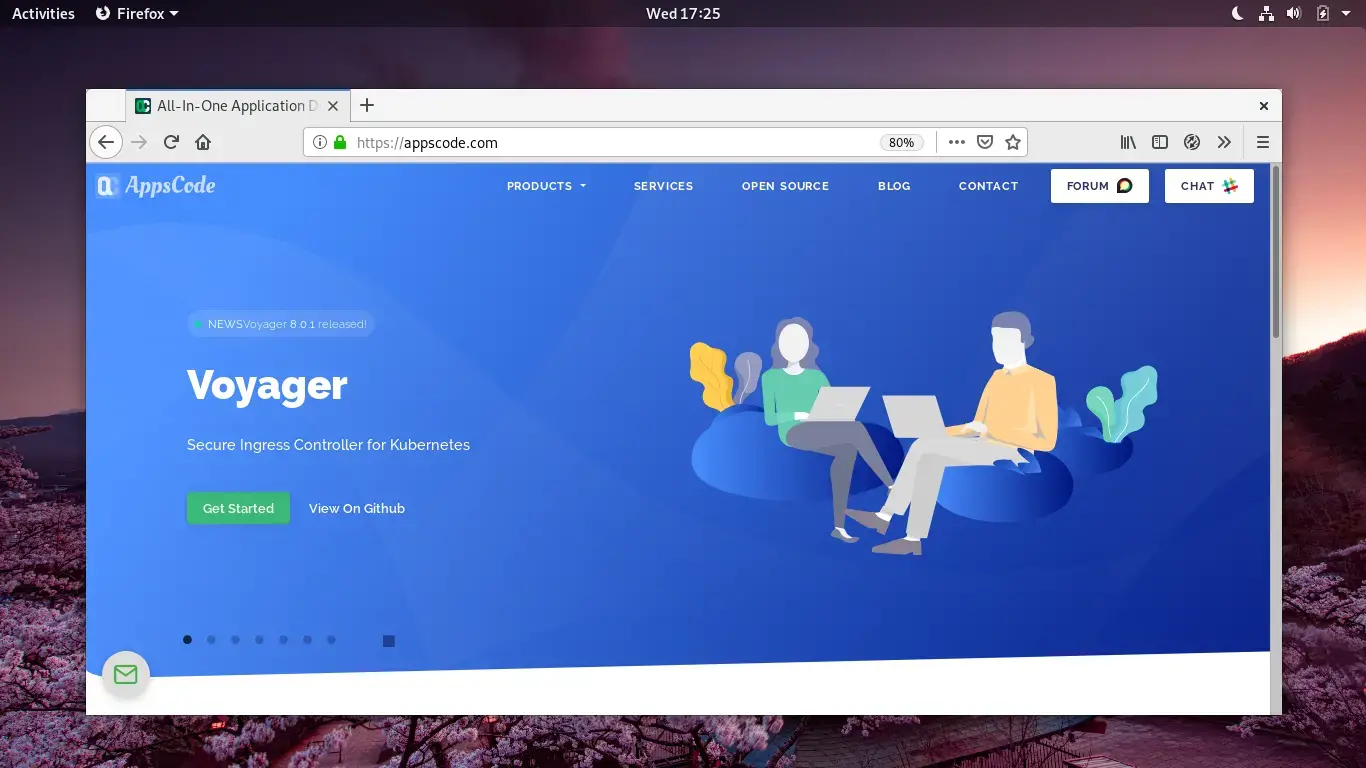 Activities
Firefox
Wed 17:25
All-In-One Application D
https://appscode.com
80%
AppsCode
PRODUCTS
SERVICES
OPEN SOURCE
BLOG
CONTACT
FORUM
CHAT
NEWSVoyager 8.0.1 released!
Voyager
Secure Ingress Controller for Kubernetes
Get Started
View On Github